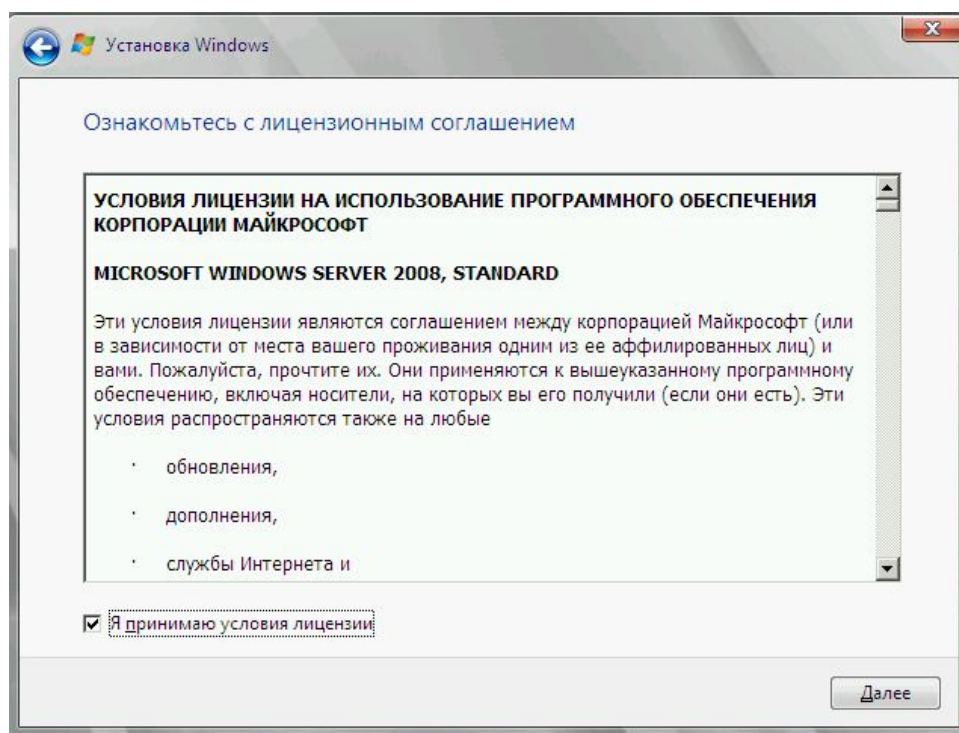 Установка Windows
Ознакомьтесь с лицензионным соглашением
УСЛОВИЯ ЛИЦЕНЗИИ НА ИСПОЛЬЗОВАНИЕ ПРОГРАММНОГО ОБЕСПЕЧЕНИЯ
КОРПОРАЦИИ МАЙКРОСОФТ
MICROSOFT WINDOWS SERVER 2008, STANDARD
Эти условия лицензии являются соглашением между корпорацией Майкрософт (или
в зависимости от места вашего проживания одним из ее аффилированных лиц) и
вами. Пожалуйста, прочтите их. Они применяются к вышеуказанному программному
обеспечению, включая носители, на которых вы его получили (если они есть). Эти
условия распространяются также на любые
· обновления,
· дополнения,
· службы Интернета и
Я принимаю условия лицензии
Далее